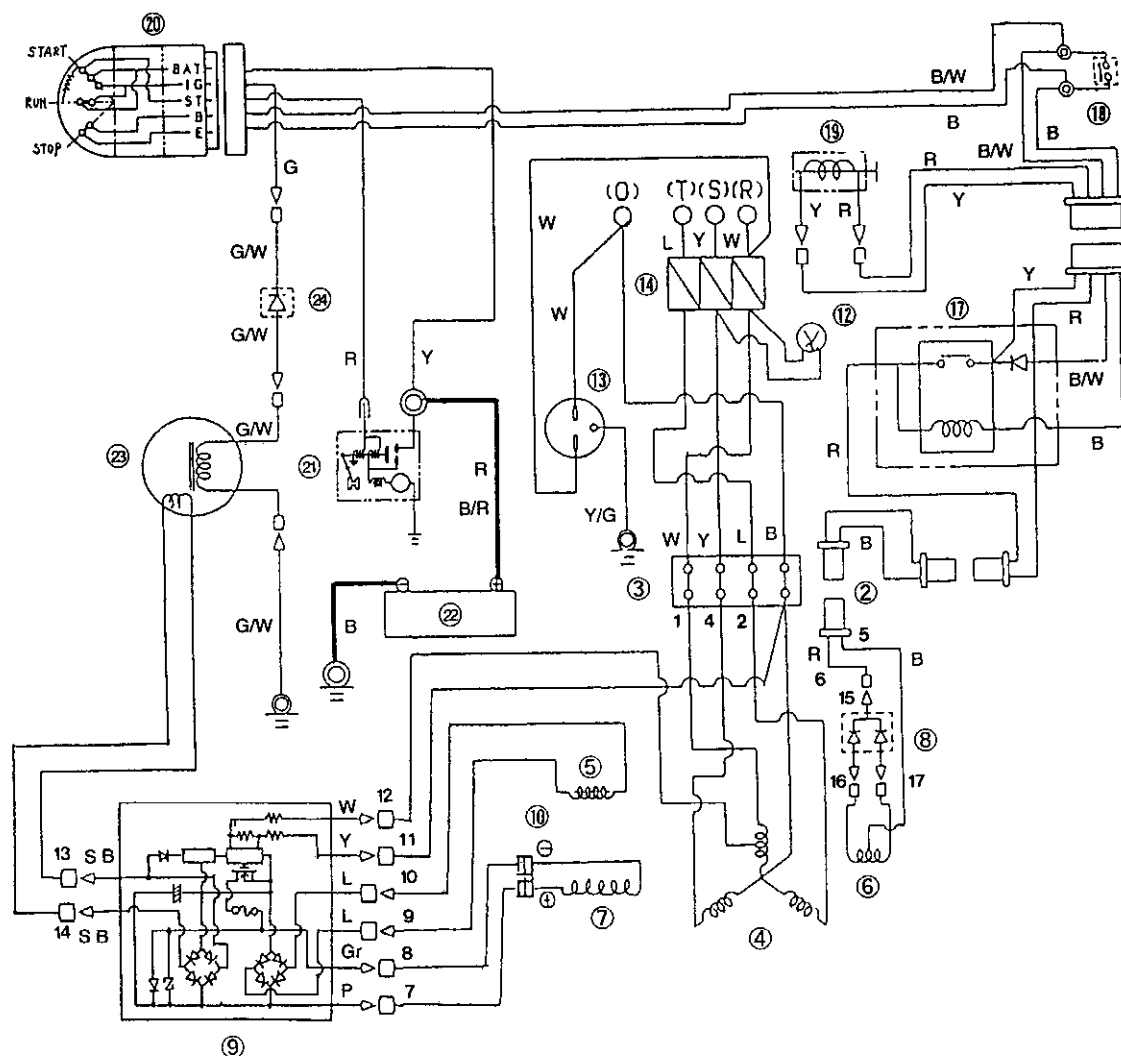 ⑳
START
RUN
STOP
BAT
IG
ST
B
E
B/W
B
⑱
B/W
B
⑲
R
Y
Y
R
G
G/W
㉔
G/W
G/W
㉓
G/W
R
Y
㉑
R
B/R
B
㉒
W
(O)
(T)(S)(R)
L
Y
W
⑭
W
⑬
⑫
V
Y/G
Y
R
⑰
B/W
B
R
B
②
③
W
Y
L
B
1
4
2
5
R
B
6
15
⑧
16
17
⑥
⑤
⑩
⊖
⊕
⑦
④
W
12
Y
11
L
10
L
9
Gr
8
P
7
13
SB
14
SB
⑨